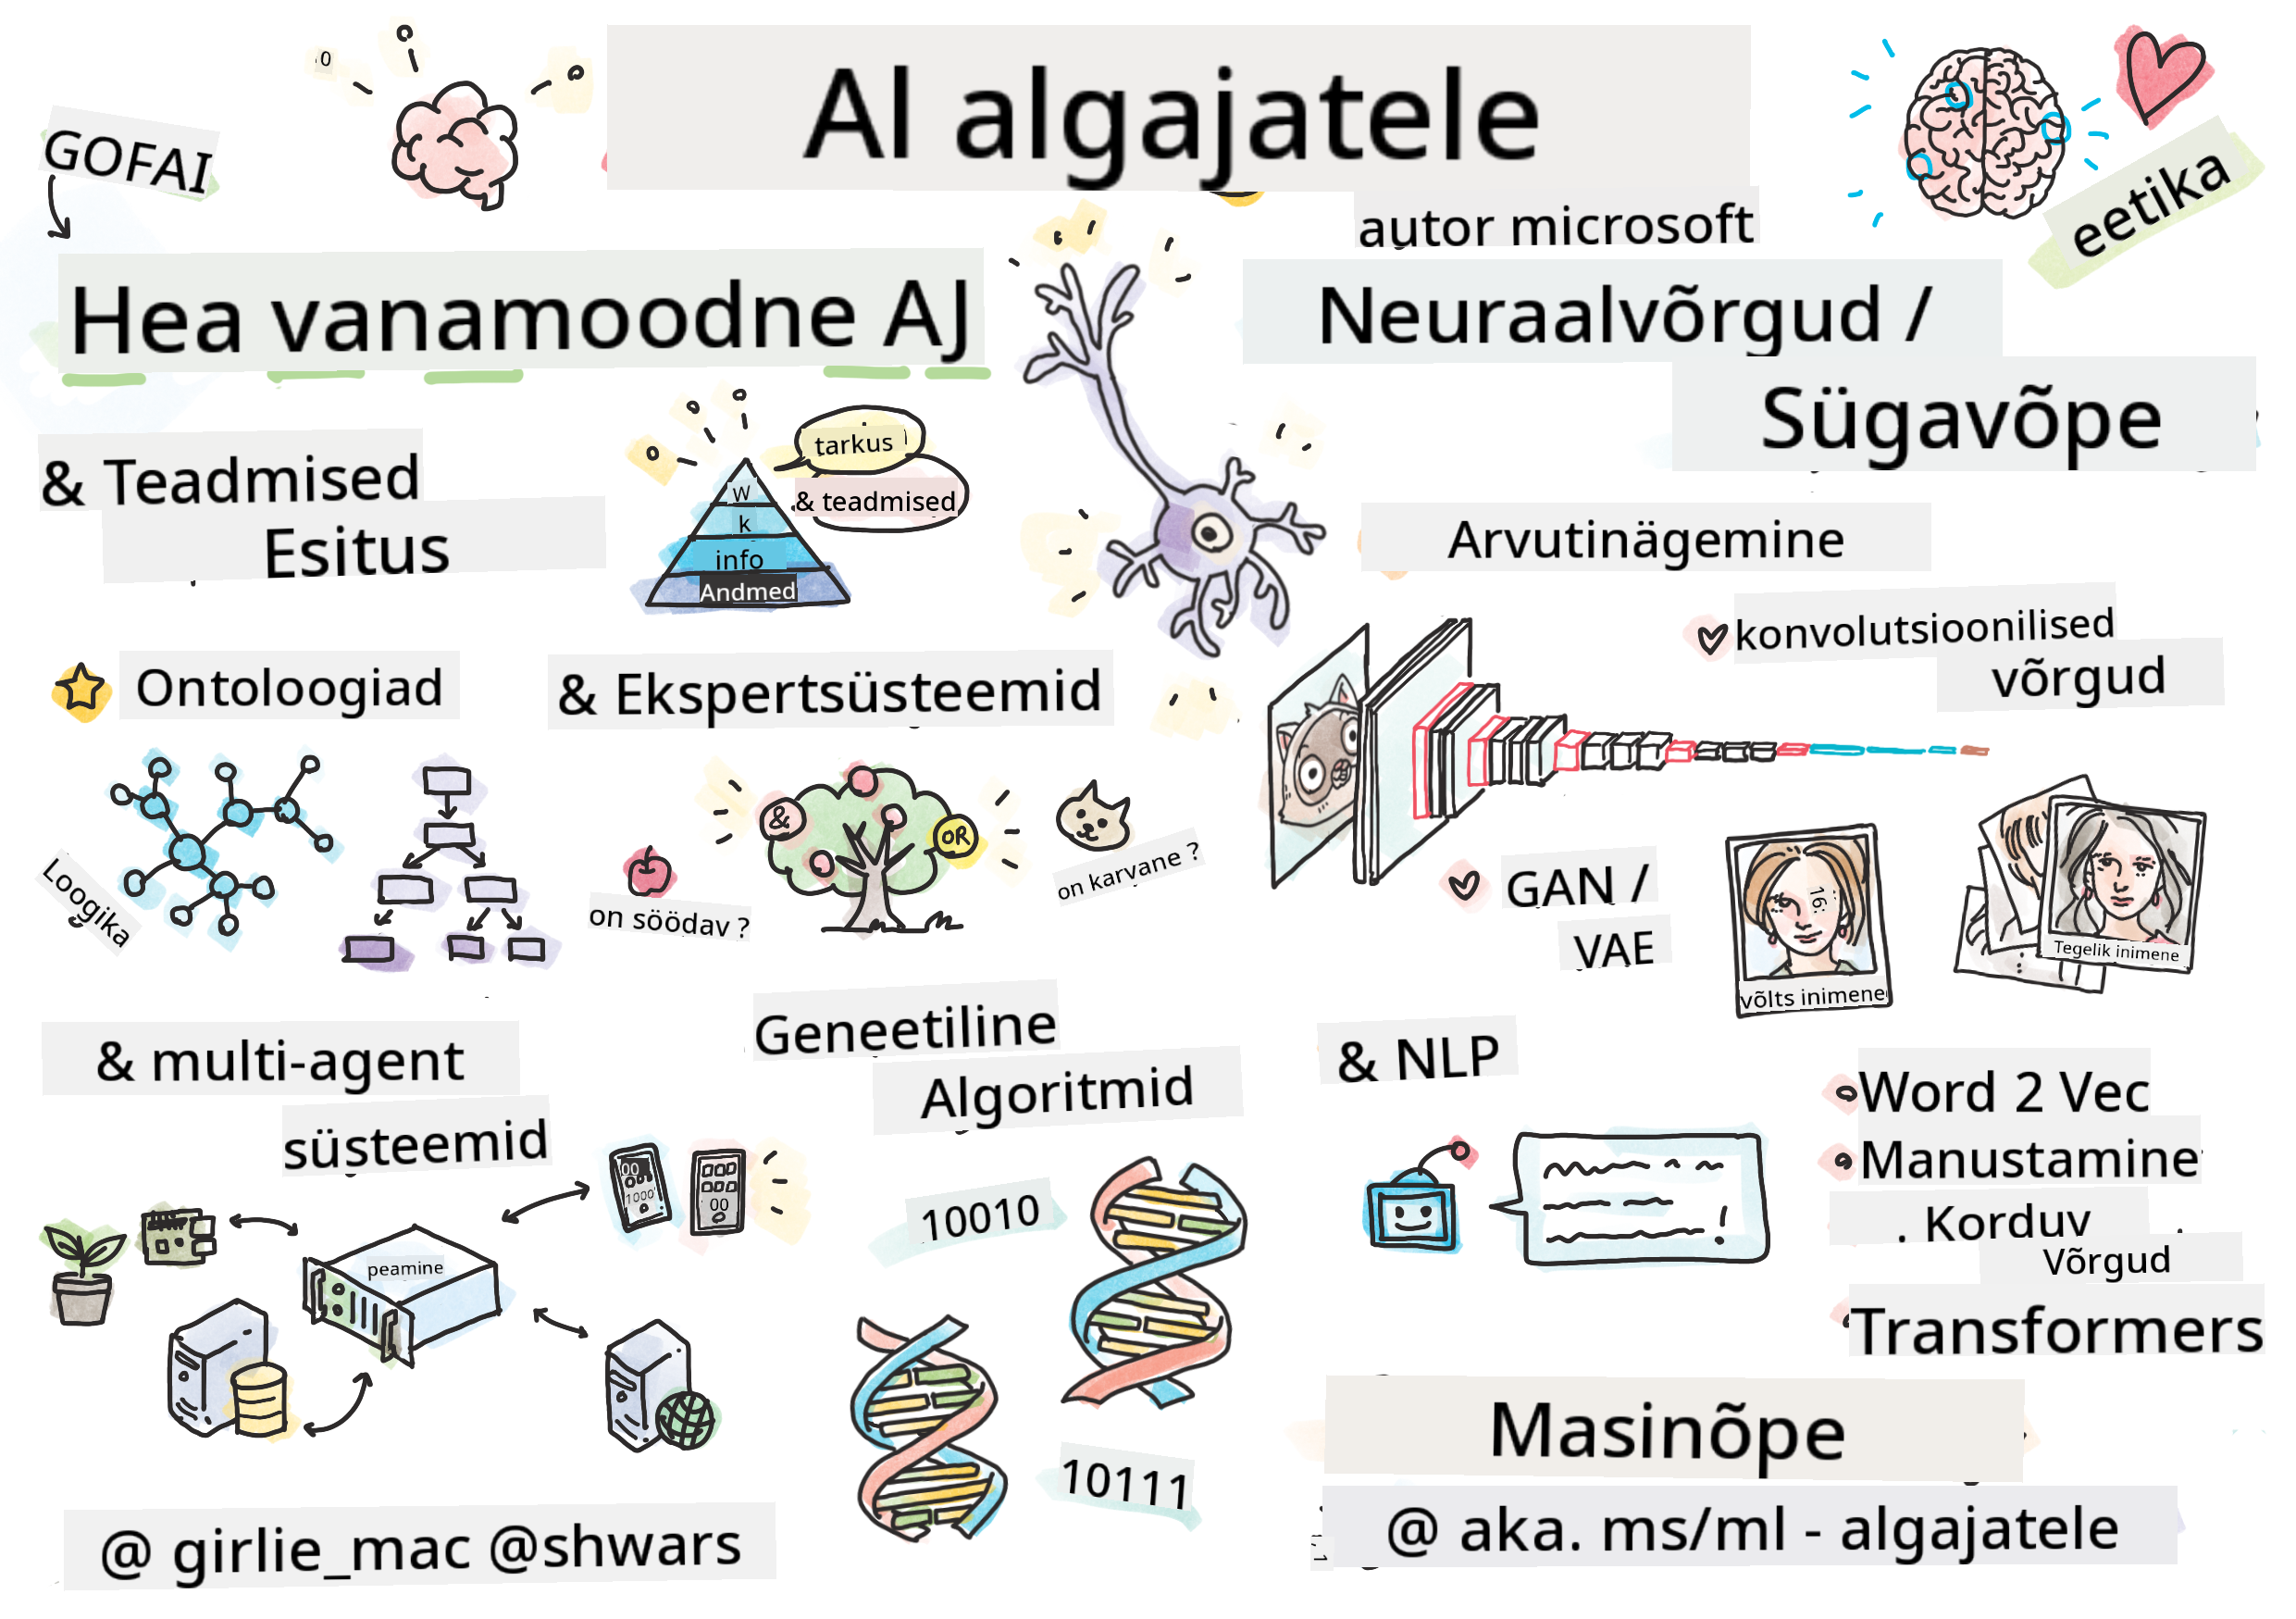 AI algajatele
autor microsoft
GOFAI
Hea vanamoodne AJ
& Teadmised
Esitus
tarkus
& teadmised
w
k
info
Andmed
Ontoloogiad
Loogika
& Ekspertsüsteemid
&
OR
on söödav ?
on karvane ?
& multi-agent
süsteemid
peamine
Geneetiline
Algoritmid
10010
10111
@ girlie_mac @shwars
eetika
Neuraalvõrgud /
Sügavõpe
Arvutinägemine
konvolutsioonilised
võrgud
GAN /
VAE
võlts inimene
Tegelik inimene
& NLP
Word 2 Vec
Manustamine
. Korduv
Võrgud
Transformers
Masinõpe
@ aka. ms/ml - algajatele